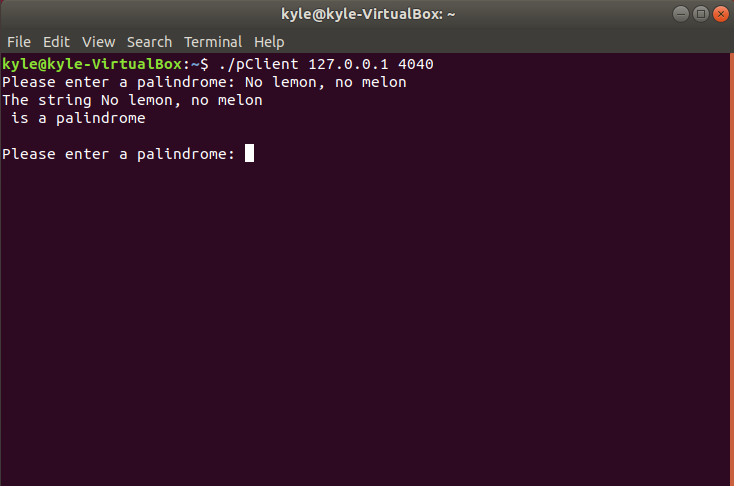 kyle@kyle-VirtualBox: ~
File Edit View Search Terminal Help
kyle@kyle-VirtualBox:~$ ./pClient 127.0.0.1 4040
Please enter a palindrome: No lemon, no melon
The string No lemon, no melon
 is a palindrome
Please enter a palindrome: